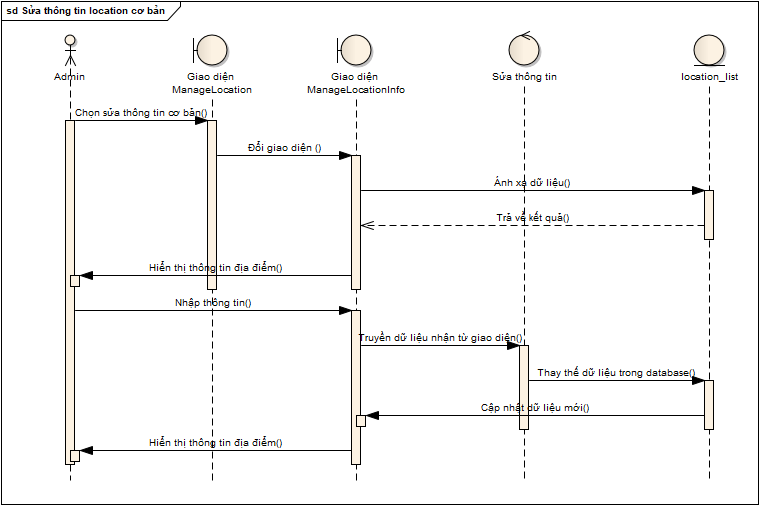 sd Sửa thông tin location cơ bản
Admin
Giao diện
ManageLocation
Giao diện
ManageLocationInfo
Sửa thông tin
location_list
Chọn sửa thông tin cơ bản()
Đổi giao diện ()
Ánh xạ dữ liệu()
Trả về kết quả()
Hiển thị thông tin địa điểm()
Nhập thông tin()
Truyền dữ liệu nhận từ giao diện()
Thay thế dữ liệu trong database()
Cập nhật dữ liệu mới()
Hiển thị thông tin địa điểm()